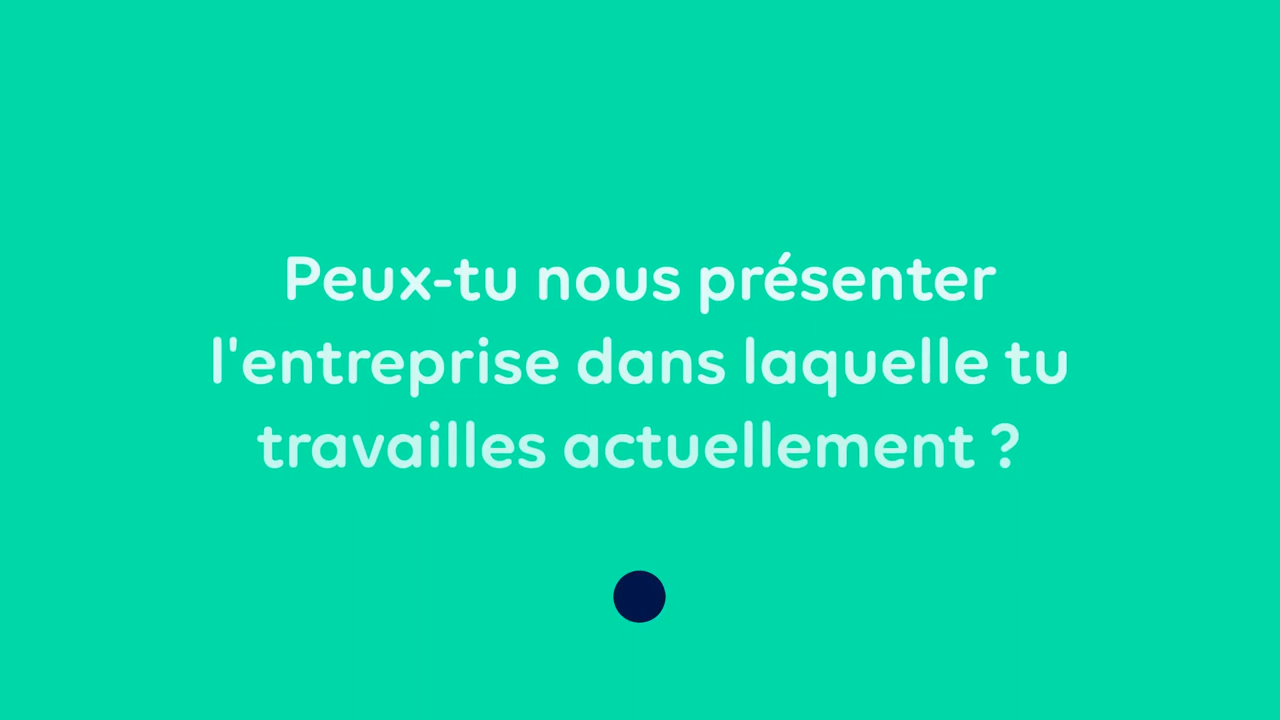 Peux-tu nous présenter
l'entreprise dans laquelle tu
travailles actuellement ?